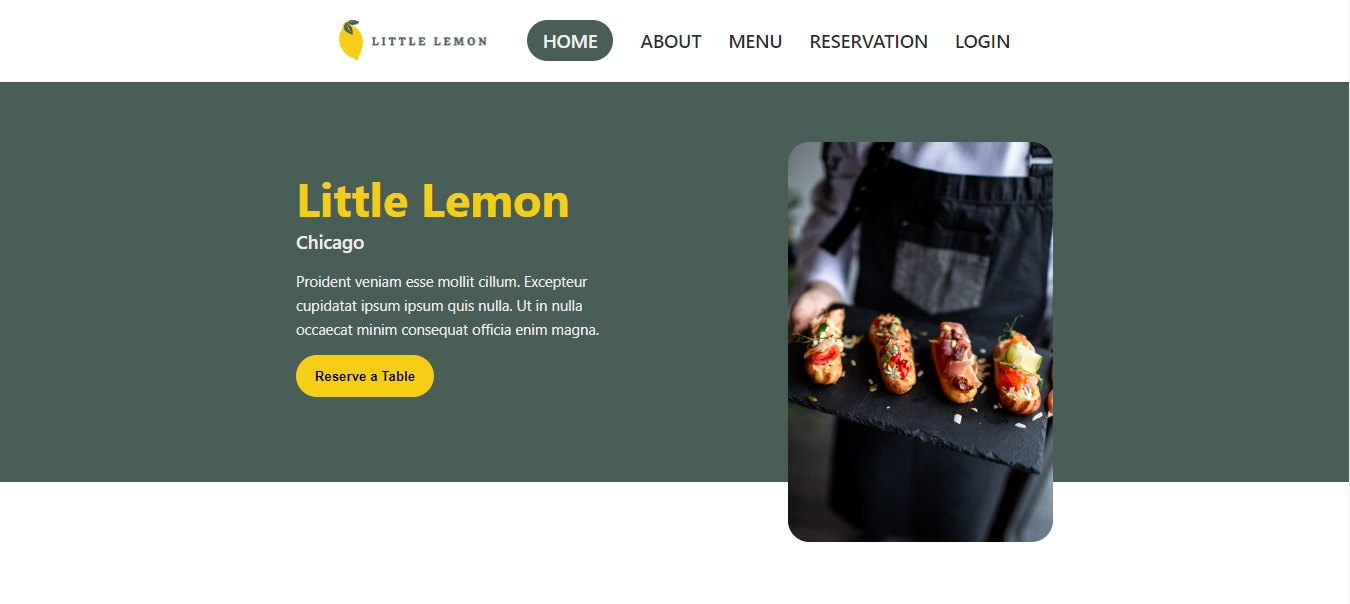 LITTLE LEMON
HOME ABOUT MENU RESERVATION LOGIN
Little Lemon
Chicago
Proident veniam esse mollit cillum. Excepteur
cupidatat ipsum ipsum quis nulla. Ut in nulla
occaecat minim consequat officia enim magna.
Reserve a Table